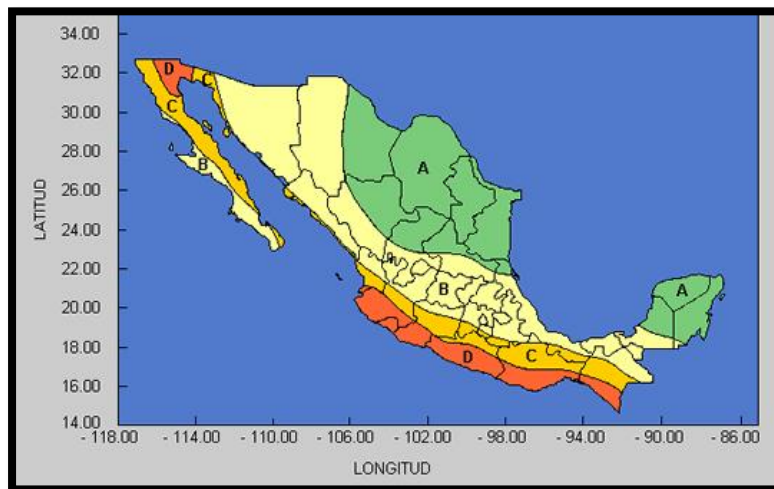 34.00
32.00
30.00
28.00
26.00
24.00
22.00
20.00
18.00
16.00
14.00
LATITUD
D
C
C
B
A
B
A
C
D
- 118.00 - 114.00 - 110.00 - 106.00 - 102.00 - 98.00 - 94.00 - 90.00 - 86.00
LONGITUD